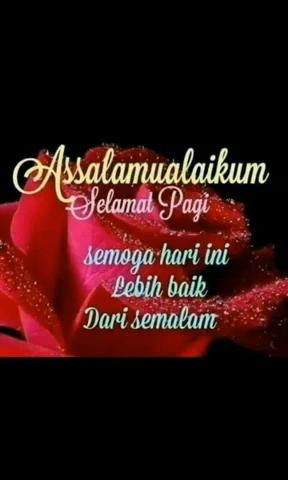 Assalamualaikum
Selamat Pagi
semoga hari ini
Lebih baik
Dari semalam